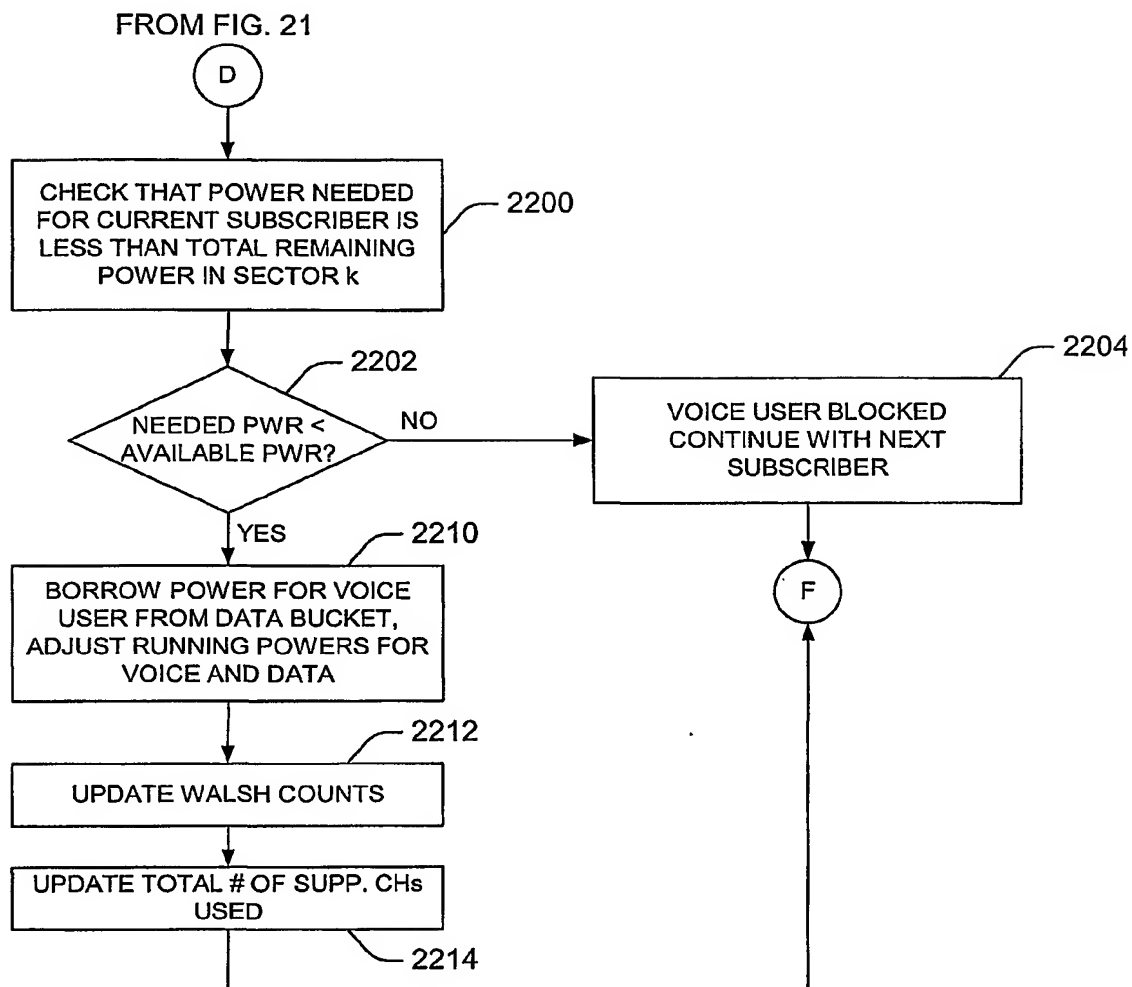 FROM FIG. 21
D
CHECK THAT POWER NEEDED
FOR CURRENT SUBSCRIBER IS
LESS THAN TOTAL REMAINING
POWER IN SECTOR k
2200
2202
NEEDED PWR <
AVAILABLE PWR?
NO
2204
VOICE USER BLOCKED
CONTINUE WITH NEXT
SUBSCRIBER
YES
2210
BORROW POWER FOR VOICE
USER FROM DATA BUCKET,
ADJUST RUNNING POWERS FOR
VOICE AND DATA
F
2212
UPDATE WALSH COUNTS
UPDATE TOTAL # OF SUPP. CHs
USED
2214